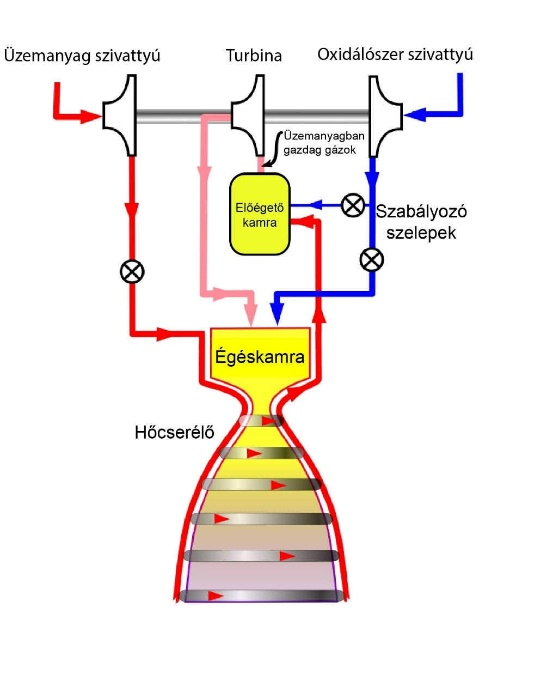 Üzemanyag szivattyú
Turbina
Oxidálószer szivattyú
Üzemanyagban
gazdag gázok
Előégető
kamra
Szabályozó
szelepek
Égéskamra
Hőcserélő